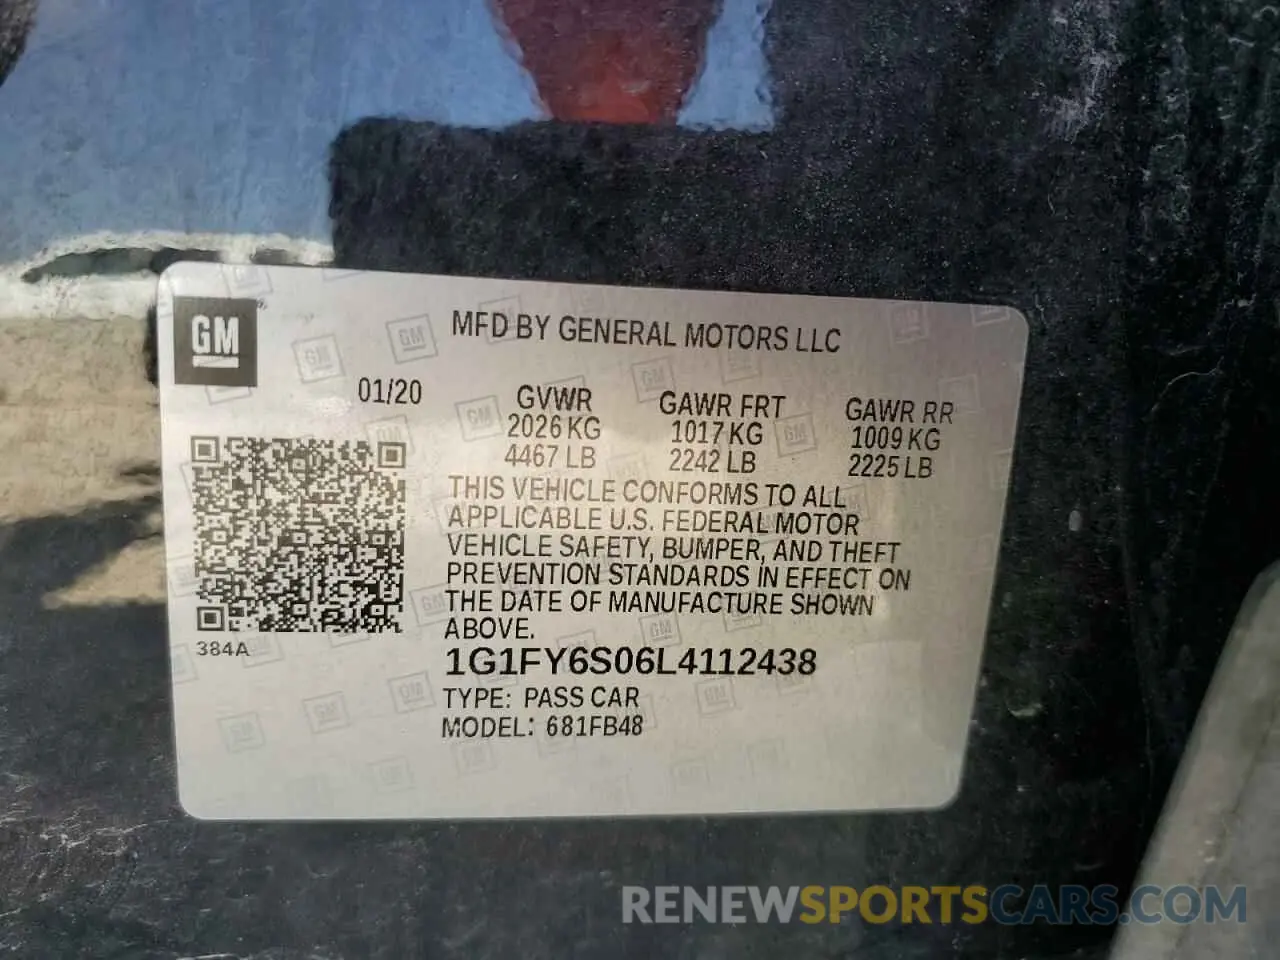 GM
MFD BY GENERAL MOTORS LLC
01/20
GVWR
2026 KG
4467 LB
GAWR FRT
1017 KG
2242 LB
GAWR RR
1009 KG
2225 LB
THIS VEHICLE CONFORMS TO ALL
APPLICABLE U.S. FEDERAL MOTOR
VEHICLE SAFETY, BUMPER, AND THEFT
PREVENTION STANDARDS IN EFFECT ON
THE DATE OF MANUFACTURE SHOWN
ABOVE.
384A
1G1FY6S06L4112438
TYPE: PASS CAR
MODEL: 681FB48
RENEWSPORTSCARS.COM